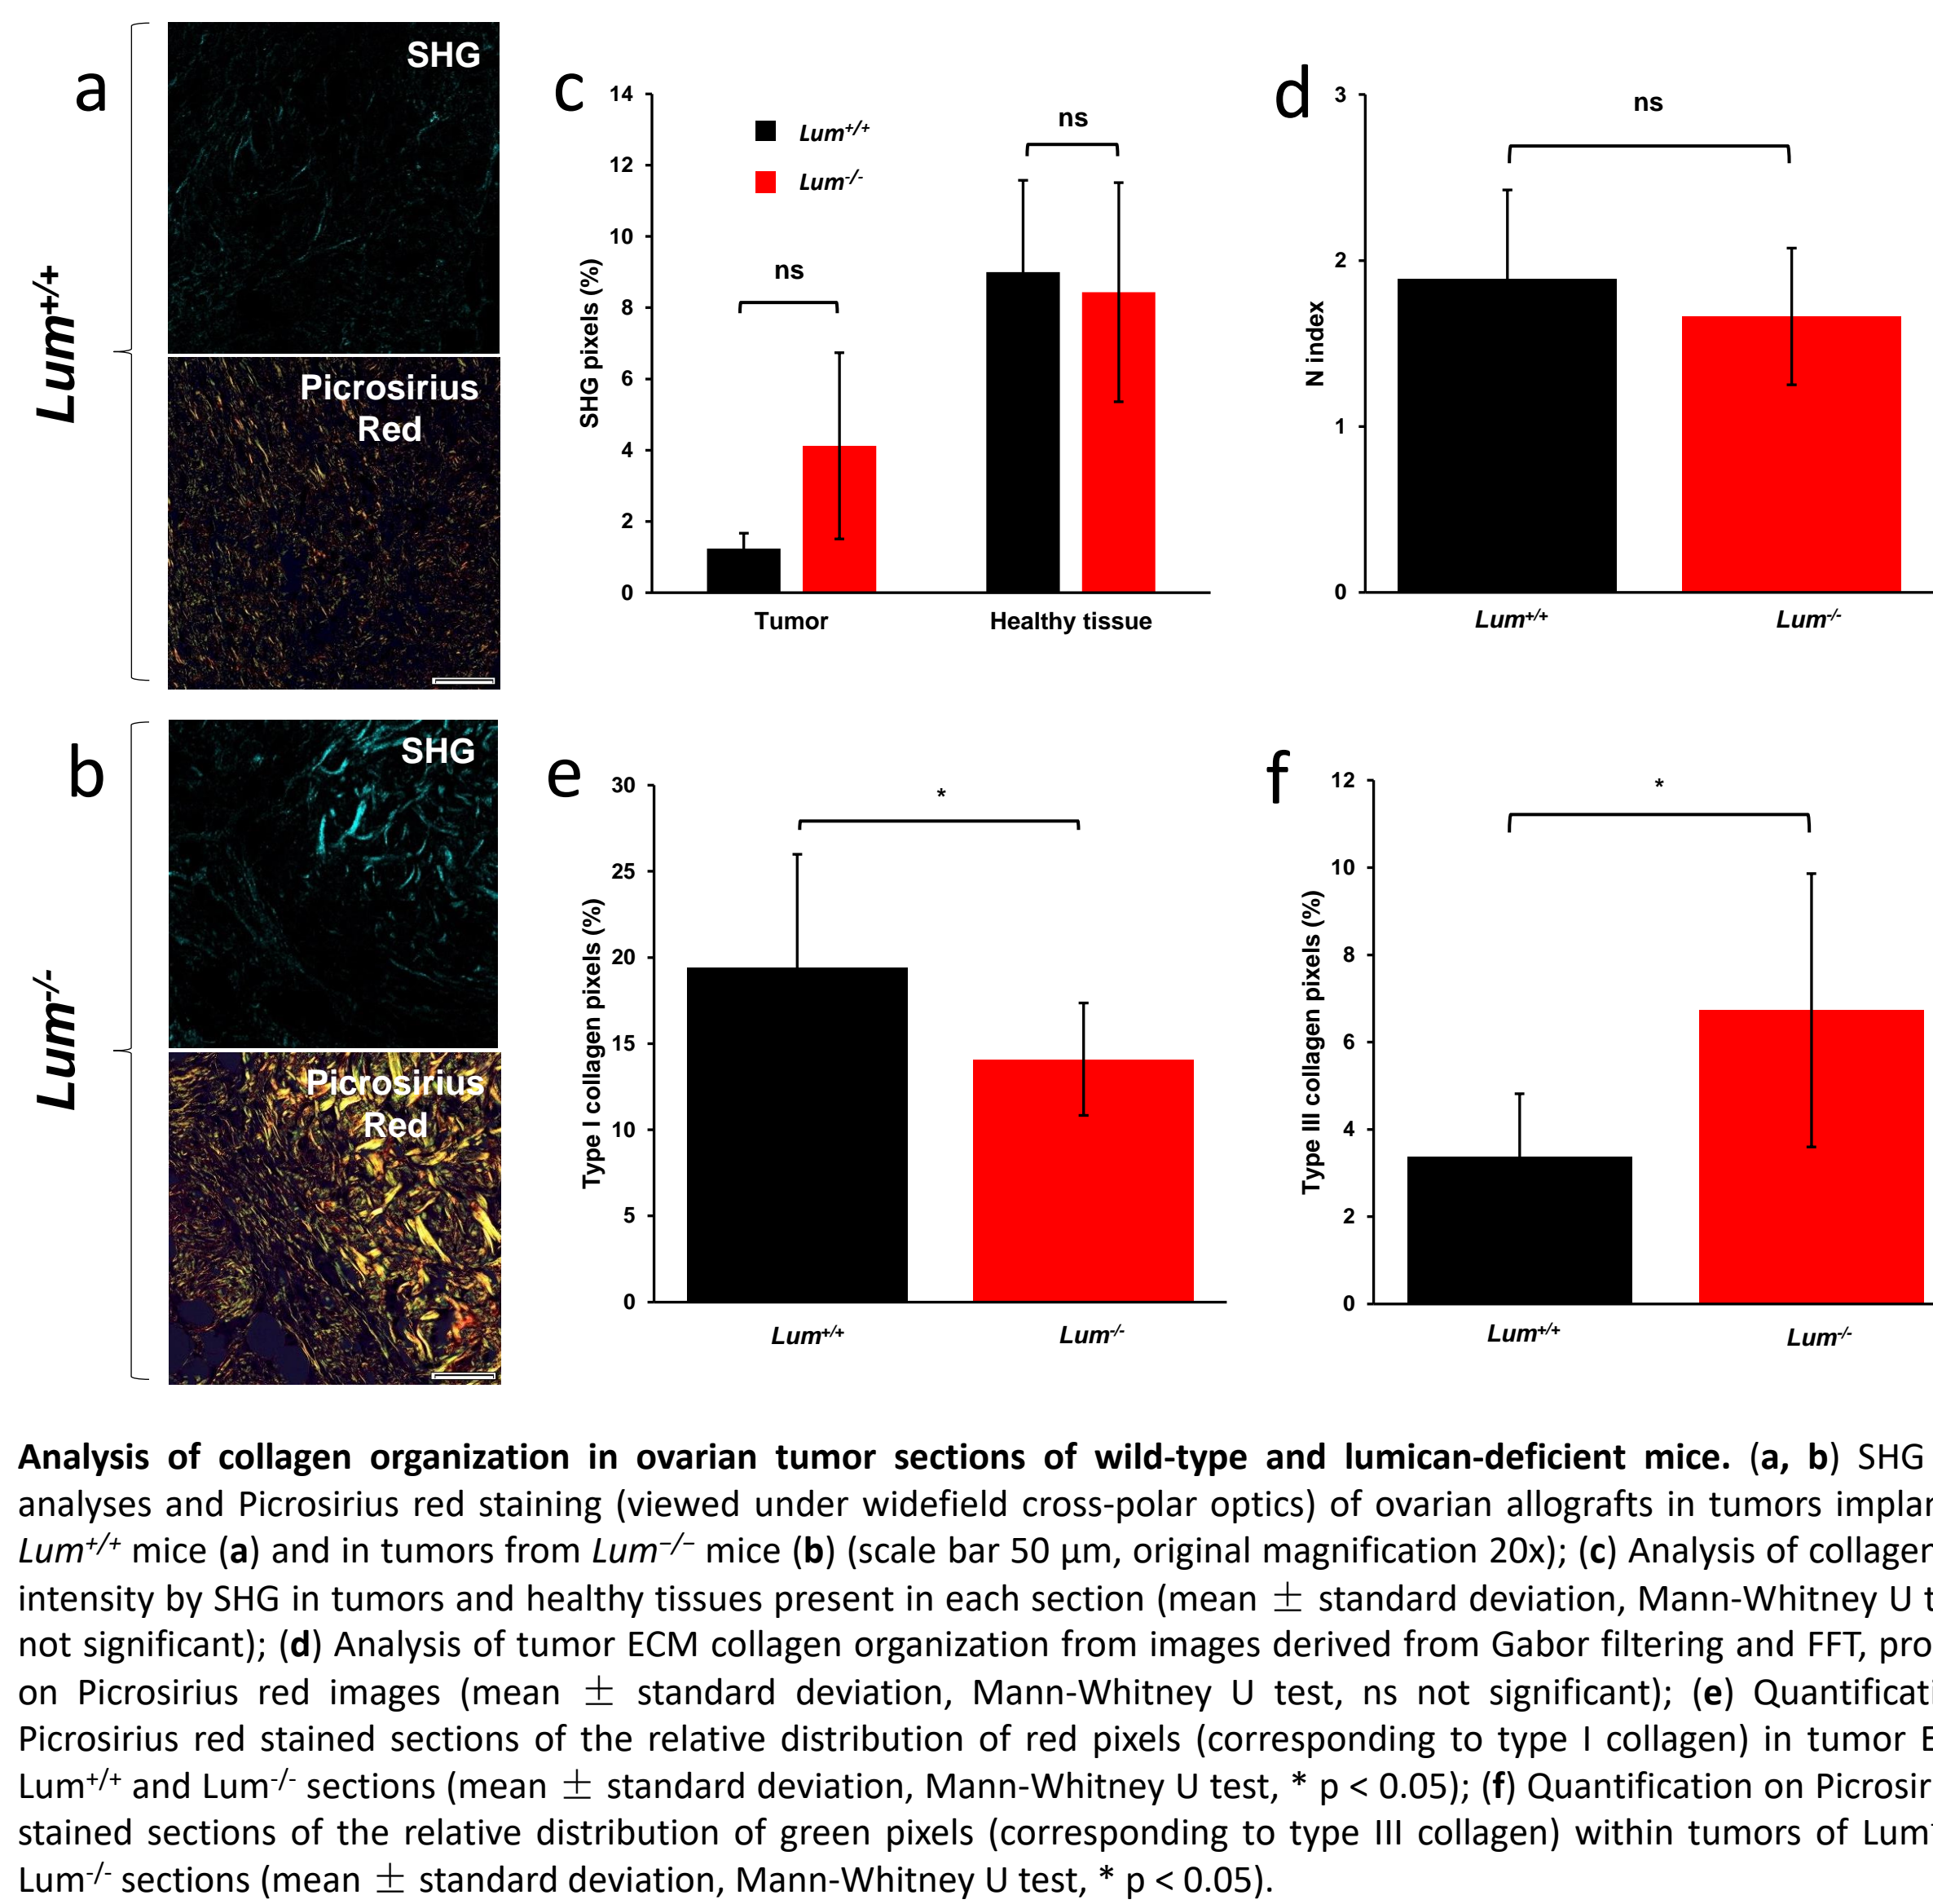 a
Lum+/+
SHG
Picrosirius
Red
b
Lum-/-
SHG
Picrosirius
Red
c
14
12
10
8
6
4
2
0
SHG pixels (%)
Lum+/+
Lum-/-
ns
ns
Tumor
Healthy tissue
d
3
2
1
0
N index
ns
Lum+/+
Lum-/-
e
30
25
20
15
10
5
0
Type I collagen pixels (%)
*
Lum+/+
Lum-/-
f
12
10
8
6
4
2
0
Type III collagen pixels (%)
*
Lum+/+
Lum-/-
Analysis of collagen organization in ovarian tumor sections of wild-type and lumican-deficient mice. (a, b) SHG
analyses and Picrosirius red staining (viewed under widefield cross-polar optics) of ovarian allografts in tumors implan
Lum+/+ mice (a) and in tumors from Lum−/− mice (b) (scale bar 50 µm, original magnification 20x); (c) Analysis of collagen
intensity by SHG in tumors and healthy tissues present in each section (mean ± standard deviation, Mann-Whitney U t
not significant); (d) Analysis of tumor ECM collagen organization from images derived from Gabor filtering and FFT, pro
on Picrosirius red images (mean ± standard deviation, Mann-Whitney U test, ns not significant); (e) Quantificati
Picrosirius red stained sections of the relative distribution of red pixels (corresponding to type I collagen) in tumor E
Lum+/+ and Lum-/- sections (mean ± standard deviation, Mann-Whitney U test, * p < 0.05); (f) Quantification on Picrosir
stained sections of the relative distribution of green pixels (corresponding to type III collagen) within tumors of Lum
Lum-/- sections (mean ± standard deviation, Mann-Whitney U test, * p < 0.05).